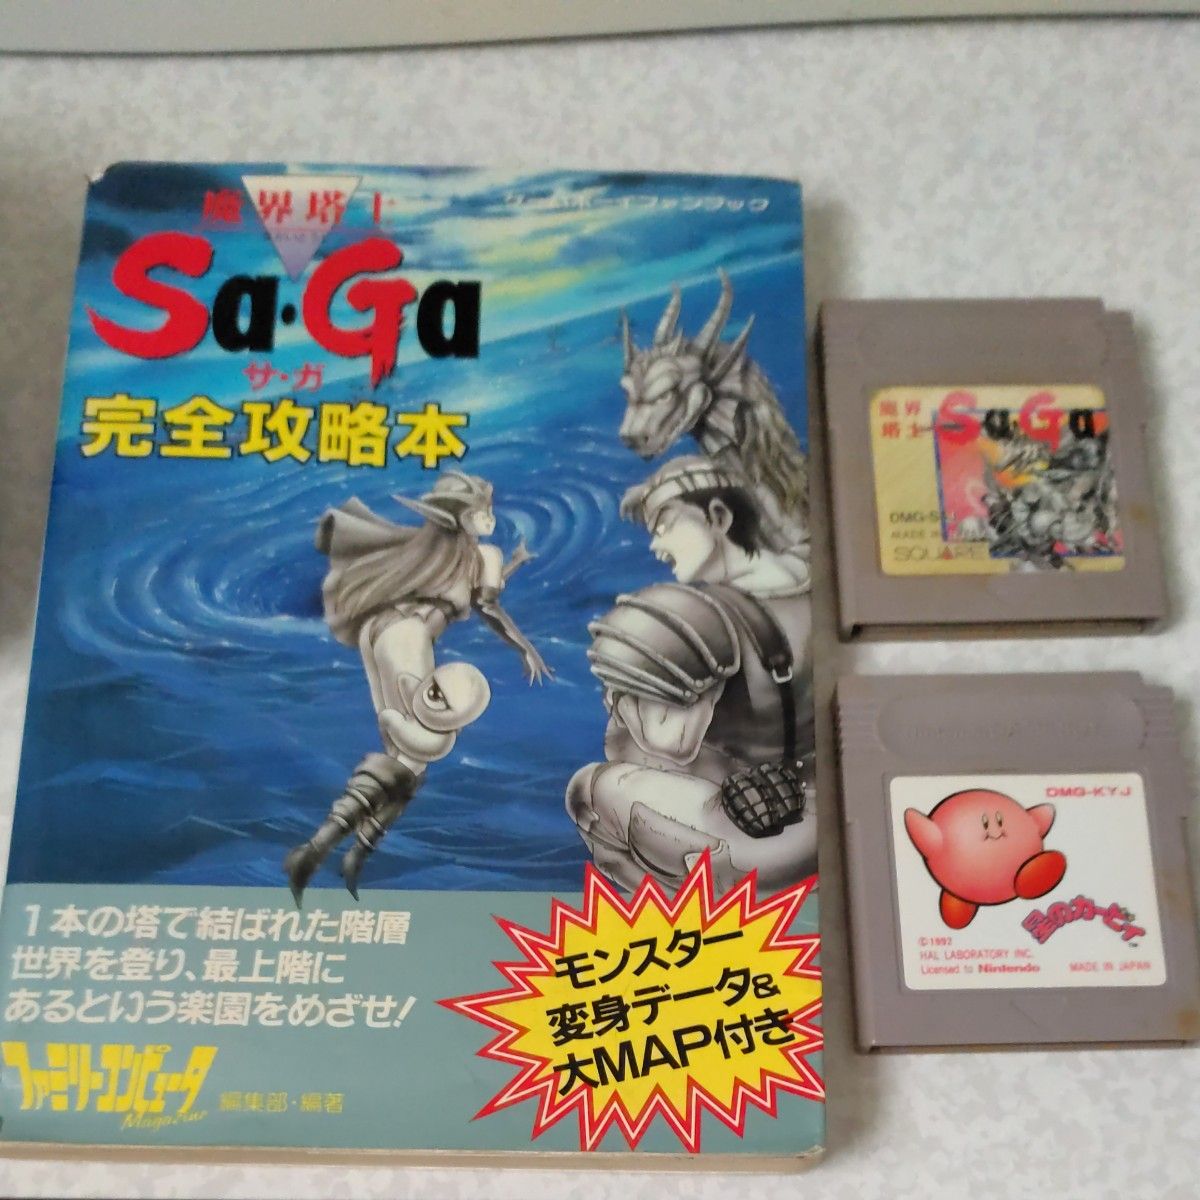 魔界塔士
ゲームボーイファンブック
Sa・Ga
サ・ガ
完全攻略本
1本の塔で結ばれた階層
世界を登り、最上階に
あるという楽園をめざせ!
モンスター
変身データ&
大MAP付き
ファミリーコンピュータ
Magazine
編集部・編著
魔界
塔士
Sa・Ga
MADE IN
SQUARE
DMG-KYJ
星のカービィ
TM
©1992
HAL LABORATORY INC.
Licensed to Nintendo
MADE IN JAPAN